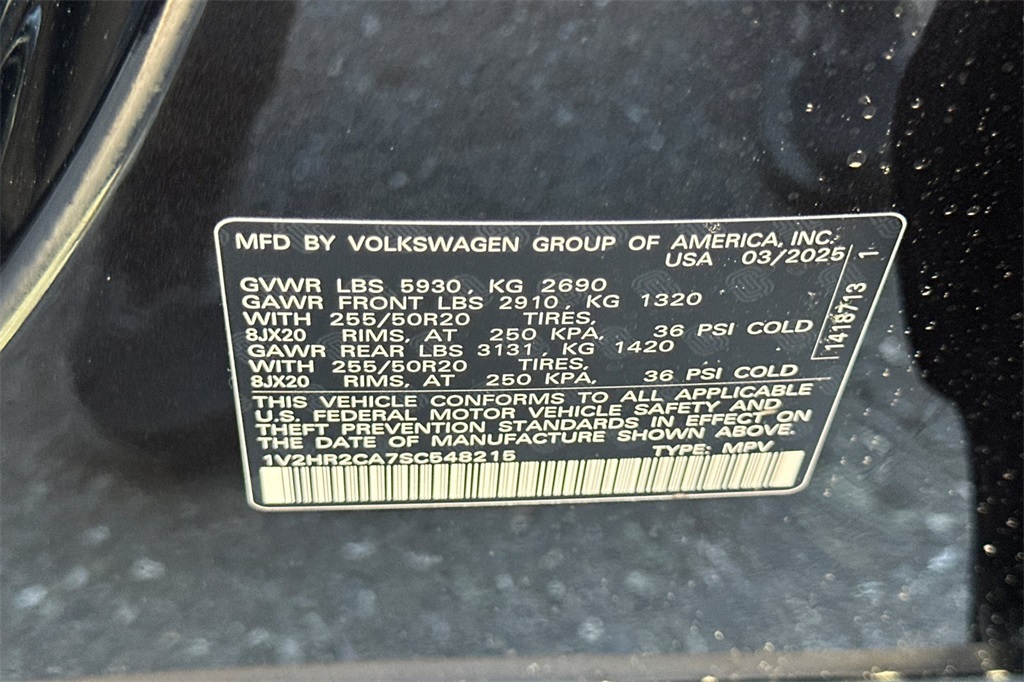 MFD BY VOLKSWAGEN GROUP OF AMERICA, INC.
USA 03/2025
GVWR LBS 5930, KG 2690
GAWR FRONT LBS 2910, KG 1320
WITH 255/50R20 TIRES,
8JX20 RIMS, AT 250 KPA, 36 PSI COLD
GAWR REAR LBS 3131, KG 1420
WITH 255/50R20 TIRES,
8JX20 RIMS, AT 250 KPA, 36 PSI COLD
1418713 1
THIS VEHICLE CONFORMS TO ALL APPLICABLE
U.S. FEDERAL MOTOR VEHICLE SAFETY AND
THEFT PREVENTION STANDARDS IN EFFECT ON
THE DATE OF MANUFACTURE SHOWN ABOVE.
1V2HR2CA7SC548215 TYPE: MPV